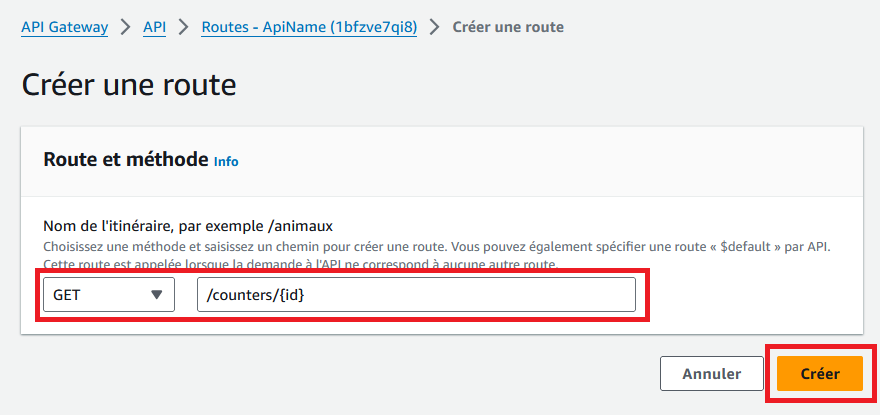 API Gateway > API > Routes - ApiName (1bfzve7qi8) > Créer une route
Créer une route
Route et méthode Info
Nom de l'itinéraire, par exemple /animaux
Choisissez une méthode et saisissez un chemin pour créer une route. Vous pouvez également spécifier une route « $default » par API.
Cette route est appelée lorsque la demande à l'API ne correspond à aucune autre route.
GET /counters/{id}
Annuler Créer